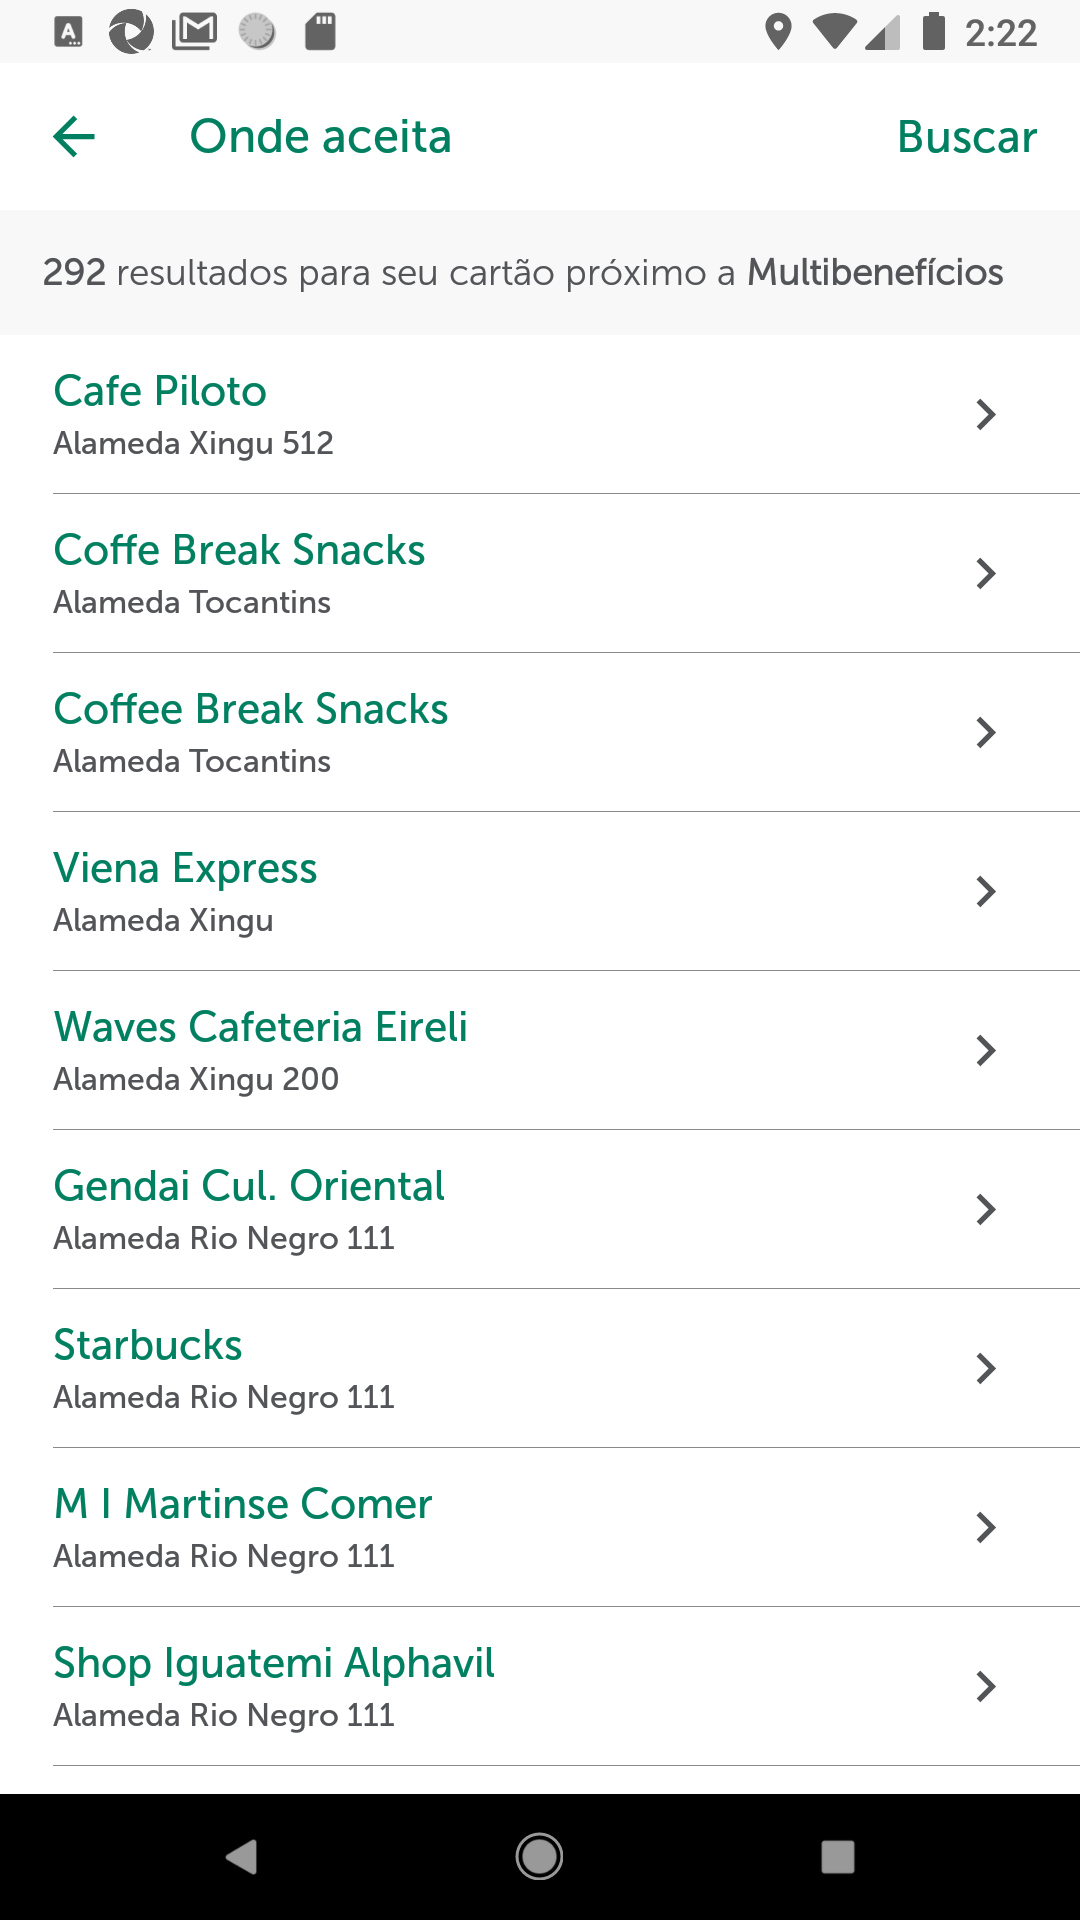 2:22
Onde aceita
Buscar
292 resultados para seu cartão próximo a Multibenefícios
Cafe Piloto
Alameda Xingu 512
Coffe Break Snacks
Alameda Tocantins
Coffee Break Snacks
Alameda Tocantins
Viena Express
Alameda Xingu
Waves Cafeteria Eireli
Alameda Xingu 200
Gendai Cul. Oriental
Alameda Rio Negro 111
Starbucks
Alameda Rio Negro 111
M I Martinse Comer
Alameda Rio Negro 111
Shop Iguatemi Alphavil
Alameda Rio Negro 111